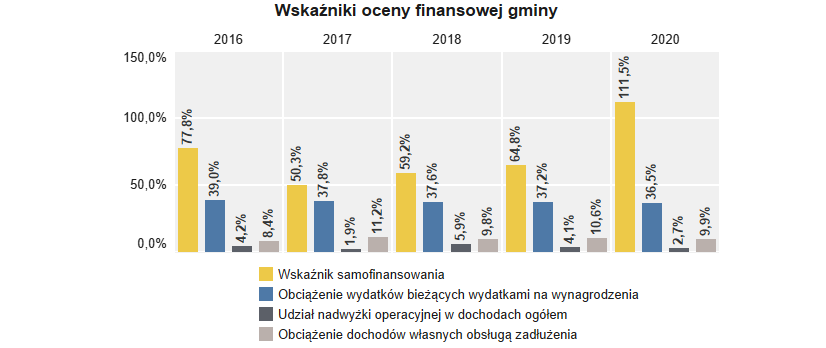 Wskaźniki oceny finansowej gminy
2016 2017 2018 2019 2020
150,0%
100,0%
50,0%
0,0%
77,8% 39,0% 4,2% 8,4%
50,3% 37,8% 1,9% 11,2%
59,2% 37,6% 5,9% 9,8%
64,8% 37,2% 4,1% 10,6%
111,5% 36,5% 2,7% 9,9%
Wskaźnik samofinansowania
Obciążenie wydatków bieżących wydatkami na wynagrodzenia
Udział nadwyżki operacyjnej w dochodach ogółem
Obciążenie dochodów własnych obsługą zadłużenia